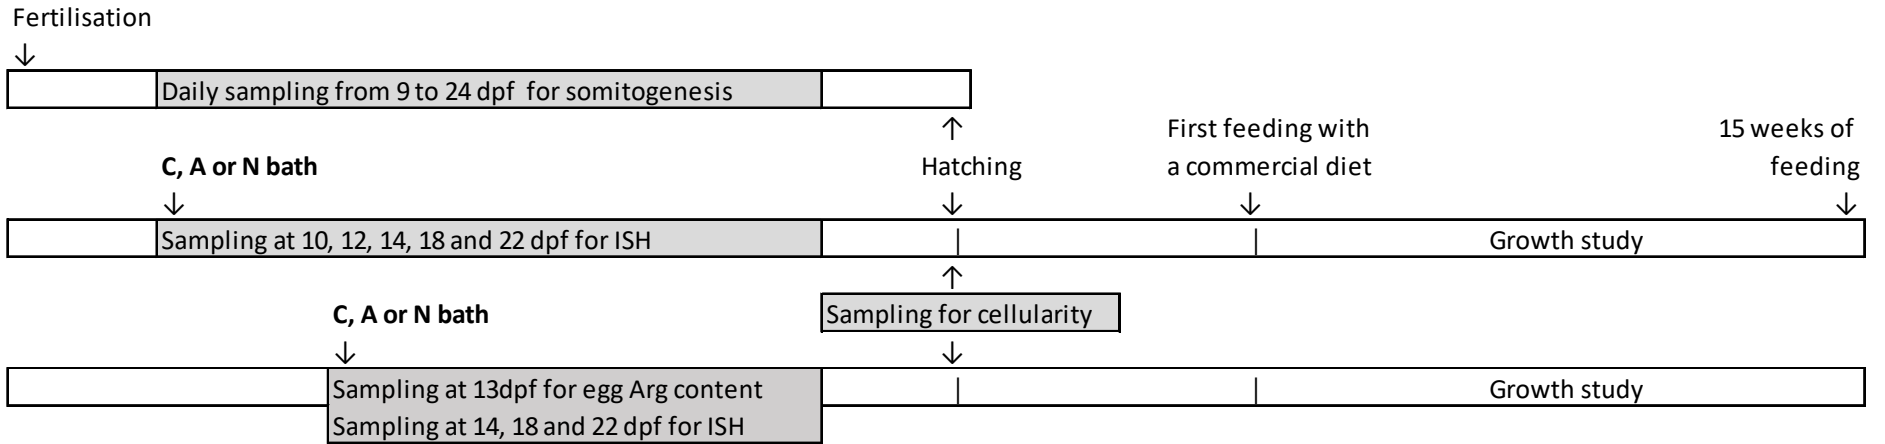 Fertilisation
Daily sampling from 9 to 24 dpf for somitogenesis
First feeding with
a commercial diet
15 weeks of
feeding
C, A or N bath
Hatching
Sampling at 10, 12, 14, 18 and 22 dpf for ISH
Growth study
C, A or N bath
Sampling for cellularity
Sampling at 13dpf for egg Arg content
Growth study
Sampling at 14, 18 and 22 dpf for ISH